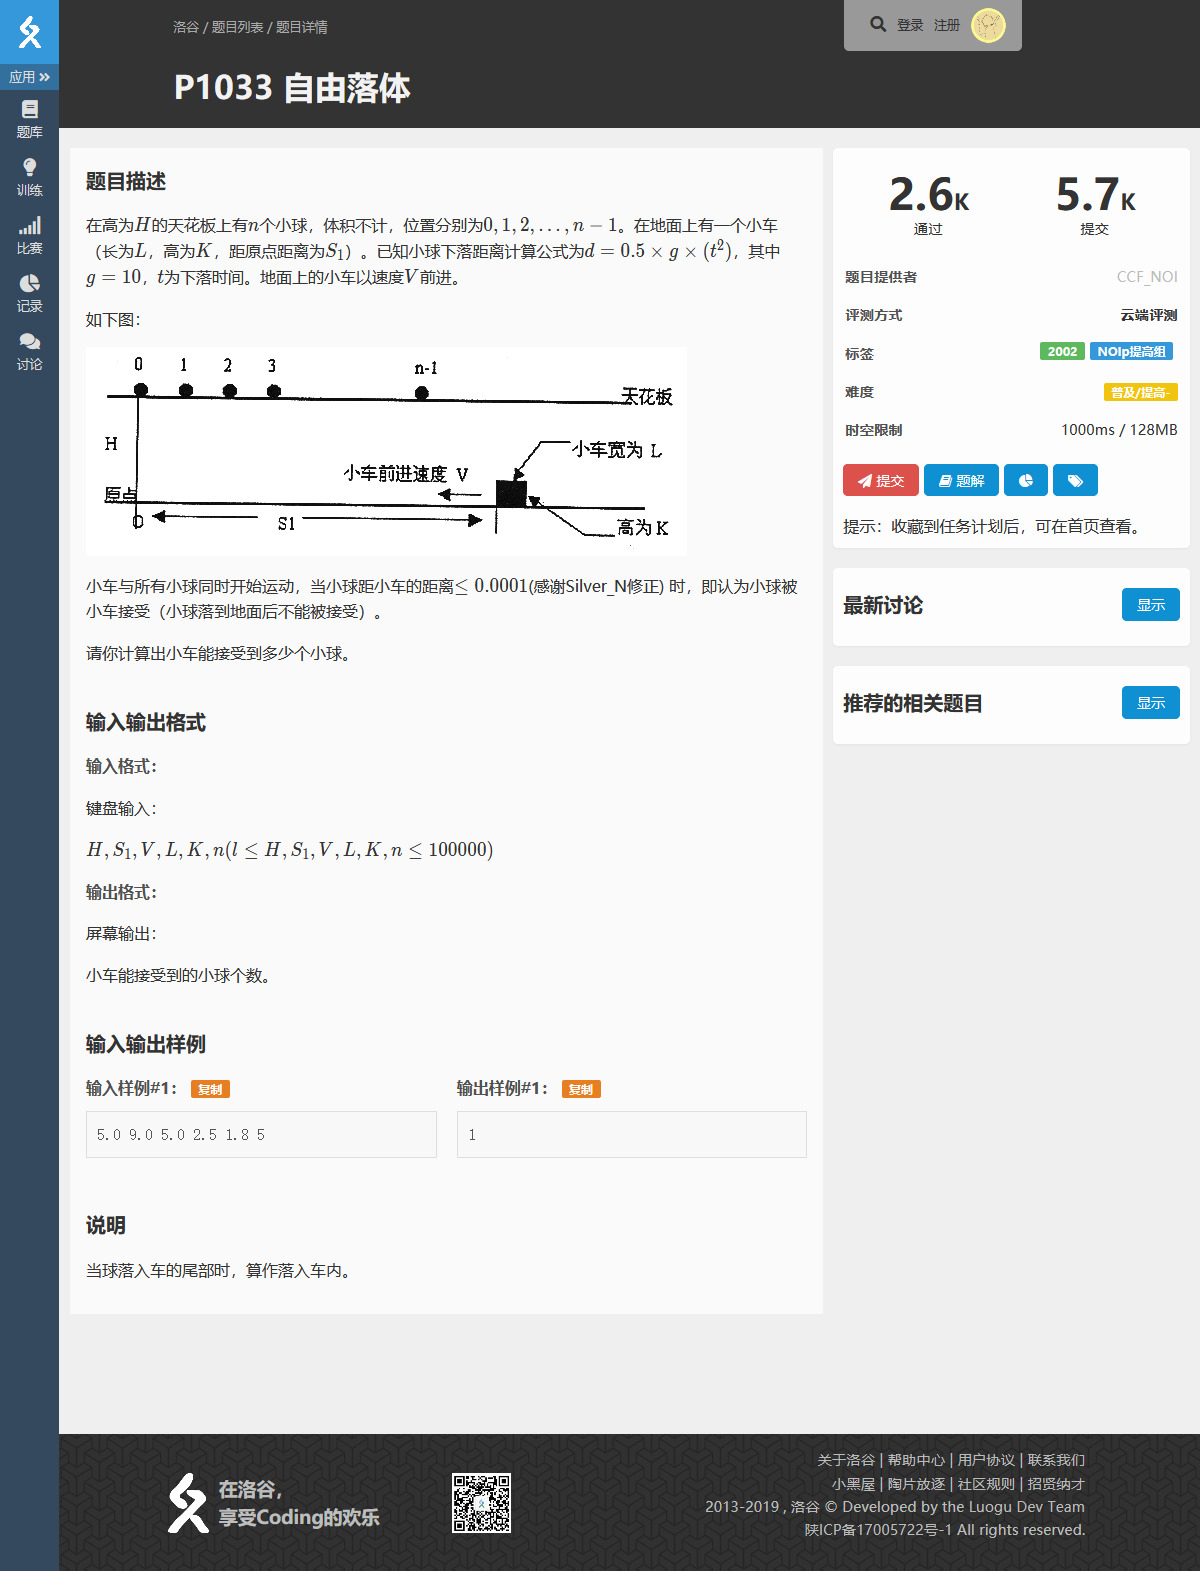 洛谷 / 题目列表 / 题目详情
登录 注册
P1033 自由落体
应用
题库
训练
比赛
记录
讨论
题目描述
在高为H的天花板上有n个小球，体积不计，位置分别为0, 1, 2, ..., n − 1。在地面上有一个小车
（长为L，高为K，距原点距离为S1）。已知小球下落距离计算公式为d = 0.5 × g × (t²)，其中
g = 10，t为下落时间。地面上的小车以速度V前进。
如下图：
0 1 2 3 n-1
天花板
H
小车宽为 L
小车前进速度 V
原点
0
S1
高为 K
小车与所有小球同时开始运动，当小球距小车的距离≤ 0.0001(感谢Silver_N修正) 时，即认为小球被
小车接受（小球落到地面后不能被接受）。
请你计算出小车能接受到多少个小球。
输入输出格式
输入格式：
键盘输入：
H, S1, V, L, K, n(l ≤ H, S1, V, L, K, n ≤ 100000)
输出格式：
屏幕输出：
小车能接受到的小球个数。
输入输出样例
输入样例#1： 复制
5.0 9.0 5.0 2.5 1.8 5
输出样例#1： 复制
1
说明
当球落入车的尾部时，算作落入车内。
2.6K
通过
5.7K
提交
题目提供者 CCF_NOI
评测方式 云端评测
标签 2002 NOIp提高组
难度 普及/提高-
时空限制 1000ms / 128MB
提交 题解
提示：收藏到任务计划后，可在首页查看。
最新讨论 显示
推荐的相关题目 显示
在洛谷，
享受Coding的欢乐
关于洛谷 | 帮助中心 | 用户协议 | 联系我们
小黑屋 | 陶片放逐 | 社区规则 | 招贤纳才
2013-2019 , 洛谷 © Developed by the Luogu Dev Team
陕ICP备17005722号-1 All rights reserved.